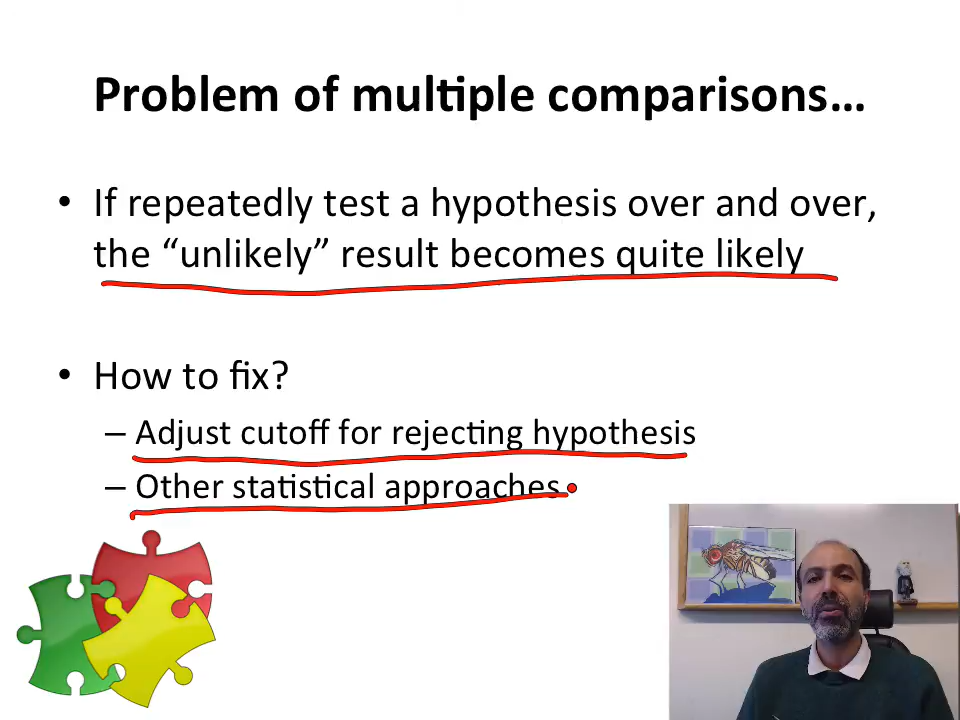 Problem of multiple comparisons…
• If repeatedly test a hypothesis over and over,
the “unlikely” result becomes quite likely
• How to fix?
– Adjust cutoff for rejecting hypothesis
– Other statistical approaches